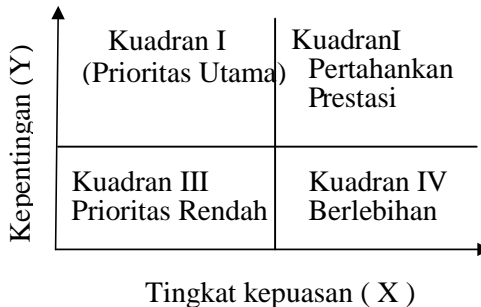 Kepentingan (Y)
Kuadran I
(Prioritas Utama)
KuadranI
Pertahankan
Prestasi
Kuadran III
Prioritas Rendah
Kuadran IV
Berlebihan
Tingkat kepuasan ( X )